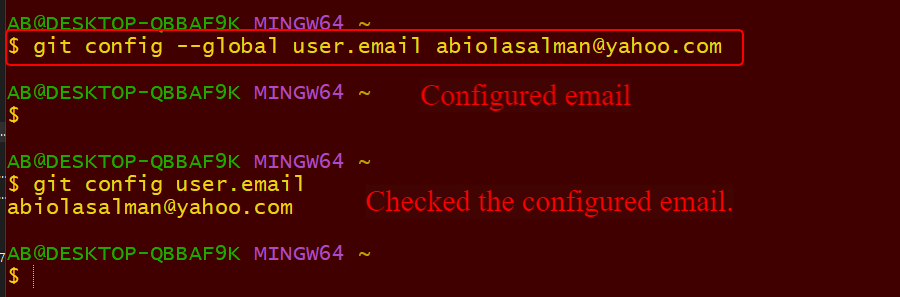 AB@DESKTOP-QBBAF9K MINGW64 ~
$ git config --global user.email abiolasalman@yahoo.com
AB@DESKTOP-QBBAF9K MINGW64 ~
Configured email
$
AB@DESKTOP-QBBAF9K MINGW64 ~
$ git config user.email
abiolasalman@yahoo.com
Checked the configured email.
AB@DESKTOP-QBBAF9K MINGW64 ~
$